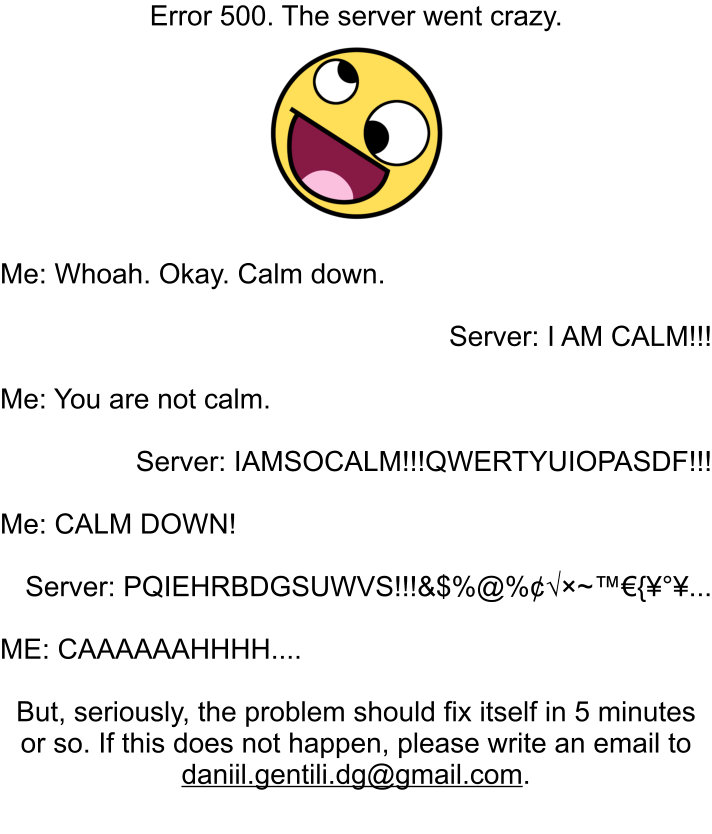 Error 500. The server went crazy.
Me: Whoah. Okay. Calm down.
Server: I AM CALM!!!
Me: You are not calm.
Server: IAMSOCALM!!!QWERTYUIOPASDF!!!
Me: CALM DOWN!
Server: PQIEHRBDGSUWVS!!!&$%@%¢√×~™€{¥°¥...
ME: CAAAAAAHHHH....
But, seriously, the problem should fix itself in 5 minutes
or so. If this does not happen, please write an email to
daniil.gentili.dg@gmail.com.